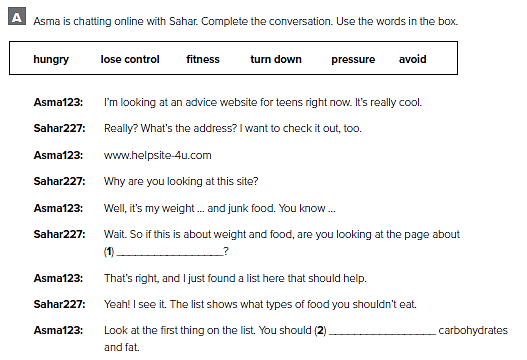 A Asma is chatting online with Sahar. Complete the conversation. Use the words in the box.
hungry lose control fitness turn down pressure avoid
Asma123: I'm looking at an advice website for teens right now. It's really cool.
Sahar227: Really? What's the address? I want to check it out, too.
Asma123: www.helpsite-4u.com
Sahar227: Why are you looking at this site?
Asma123: Well, it's my weight ... and junk food. You know ...
Sahar227: Wait. So if this is about weight and food, are you looking at the page about
(1) __________________?
Asma123: That's right, and I just found a list here that should help.
Sahar227: Yeah! I see it. The list shows what types of food you shouldn't eat.
Asma123: Look at the first thing on the list. You should (2) __________________ carbohydrates
and fat.